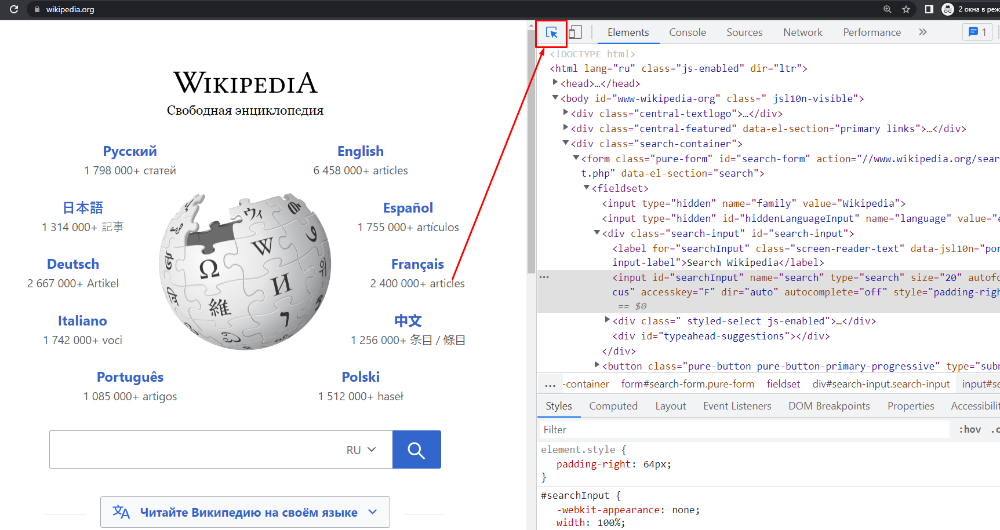 wikipedia.org
2 окна в реж
WIKIPEDIA
Свободная энциклопедия
Русский
1 798 000+ статей
English
6 458 000+ articles
日本語
1 314 000+ 記事
Español
1 755 000+ artículos
Deutsch
2 667 000+ Artikel
Français
2 400 000+ articles
Italiano
1 742 000+ voci
中文
1 256 000+ 条目 / 條目
Português
1 085 000+ artigos
Polski
1 512 000+ haseł
Ω
W
И
維
ウィ
7
RU
Читайте Википедию на своём языке
Elements Console Sources Network Performance » 1
<!DOCTYPE html>
<html lang="ru" class="js-enabled" dir="ltr">
<head>…</head>
<body id="www-wikipedia-org" class=" jsl10n-visible">
<div class="central-textlogo">…</div>
<div class="central-featured" data-el-section="primary links">…</div>
<div class="search-container">
<form class="pure-form" id="search-form" action="//www.wikipedia.org/sear
t.php" data-el-section="search">
<fieldset>
<input type="hidden" name="family" value="Wikipedia">
<input type="hidden" id="hiddenLanguageInput" name="language" value="e
<div class="search-input" id="search-input">
<label for="searchInput" class="screen-reader-text" data-jsl10n="por
input-label">Search Wikipedia</label>
... <input id="searchInput" name="search" type="search" size="20" autofo
cus" accesskey="F" dir="auto" autocomplete="off" style="padding-righ
== $0
<div class=" styled-select js-enabled">…</div>
<div id="typeahead-suggestions"></div>
</div>
<button class="pure-button pure-button-primary-progressive" type="subm
... -container form#search-form.pure-form fieldset div#search-input.search-input input#se
Styles Computed Layout Event Listeners DOM Breakpoints Properties Accessibilit
Filter :hov .c
element.style {
padding-right: 64px;
}
#searchInput {
-webkit-appearance: none;
width: 100%;